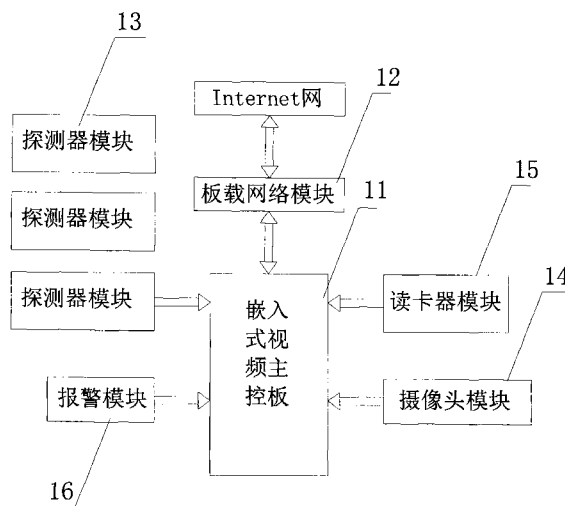 13
Internet网
12
探测器模块
板载网络模块
15
探测器模块
11
探测器模块
嵌入
式视
频主
控板
读卡器模块
14
报警模块
摄像头模块
16